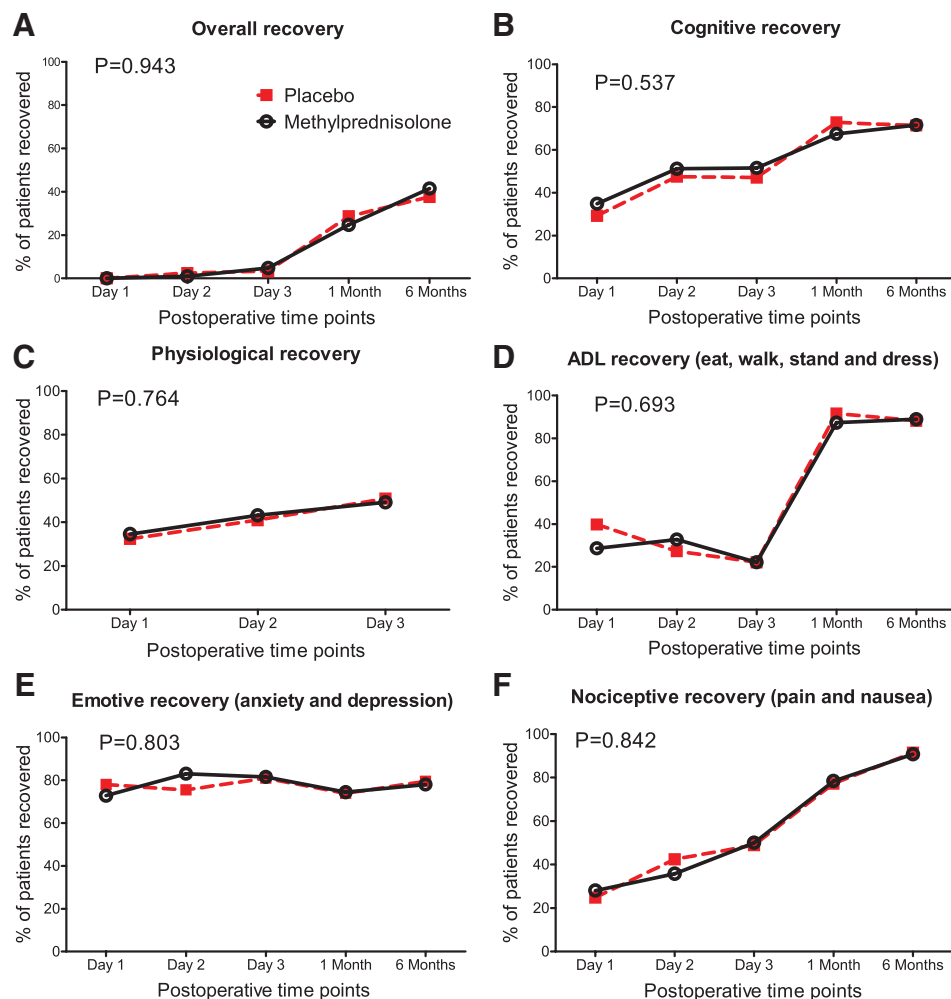 A
Overall recovery
P=0.943
Placebo
Methylprednisolone
% of patients recovered
100
80
60
40
20
0
Day 1
Day 2
Day 3
1 Month
6 Months
Postoperative time points
B
Cognitive recovery
P=0.537
% of patients recovered
100
80
60
40
20
0
Day 1
Day 2
Day 3
1 Month
6 Months
Postoperative time points
C
Physiological recovery
P=0.764
% of patients recovered
100
80
60
40
20
0
Day 1
Day 2
Day 3
Postoperative time points
D
ADL recovery (eat, walk, stand and dress)
P=0.693
% of patients recovered
100
80
60
40
20
0
Day 1
Day 2
Day 3
1 Month
6 Months
Postoperative time points
E
Emotive recovery (anxiety and depression)
P=0.803
% of patients recovered
100
80
60
40
20
0
Day 1
Day 2
Day 3
1 Month
6 Months
Postoperative time points
F
Nociceptive recovery (pain and nausea)
P=0.842
% of patients recovered
100
80
60
40
20
0
Day 1
Day 2
Day 3
1 Month
6 Months
Postoperative time points